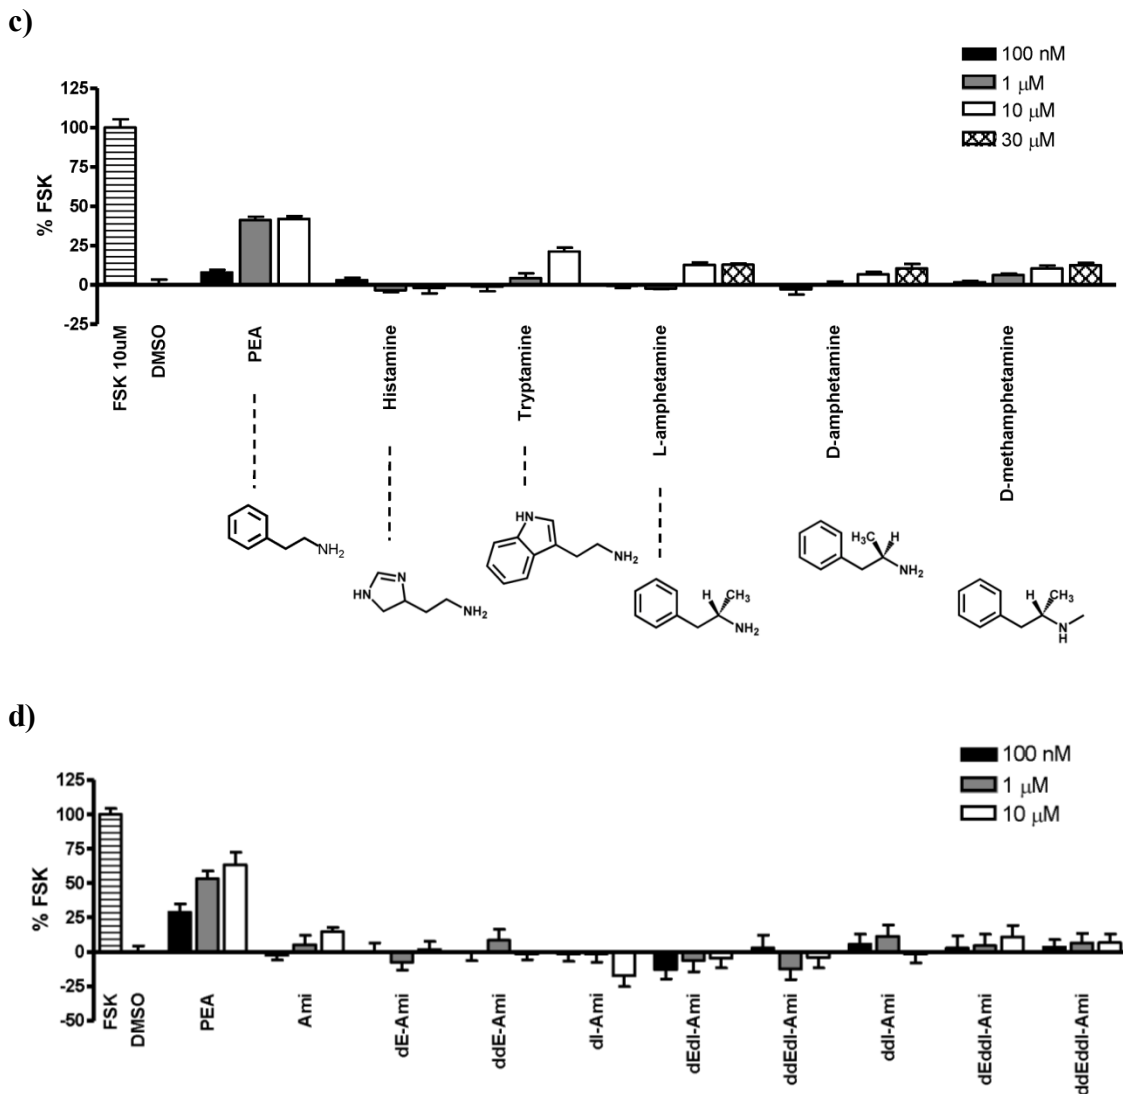 c)
100 nM
1 μM
10 μM
30 μM
125
100
75
50
25
0
-25
% FSK
FSK 10uM
DMSO
PEA
Histamine
Tryptamine
L-amphetamine
D-amphetamine
D-methamphetamine
NH2
HN
N
NH2
HN
NH2
H
CH3
NH2
H3C
H
NH2
H
CH3
N
H
d)
100 nM
1 μM
10 μM
125
100
75
50
25
0
-25
-50
% FSK
FSK
DMSO
PEA
Ami
dE-Ami
ddE-Ami
dI-Ami
dEdI-Ami
ddEdI-Ami
ddI-Ami
dEddI-Ami
ddEddI-Ami